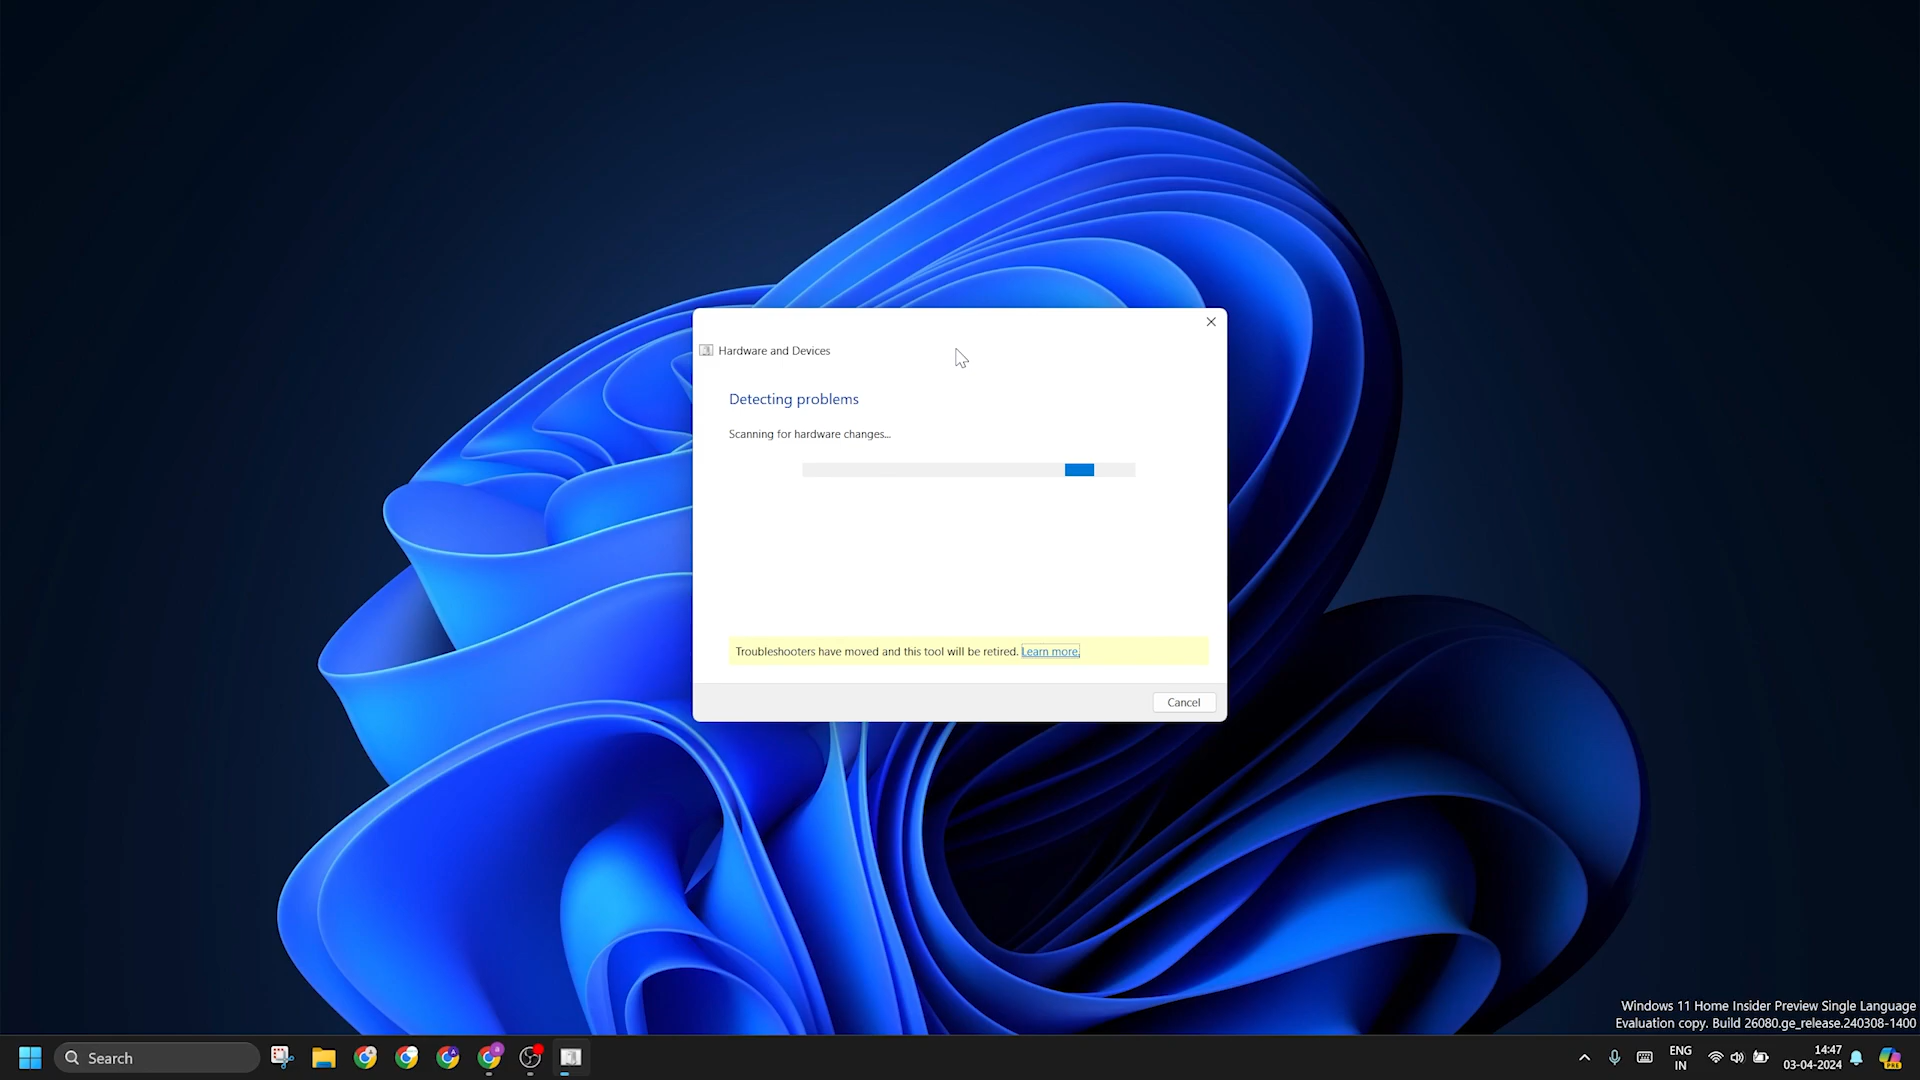 Hardware and Devices
Detecting problems
Scanning for hardware changes...
Troubleshooters have moved and this tool will be retired. Learn more.
Cancel
Windows 11 Home Insider Preview Single Language
Evaluation copy. Build 26080.ge_release.240308-1400
Search
ENG
IN
14:47
03-04-2024
PRE